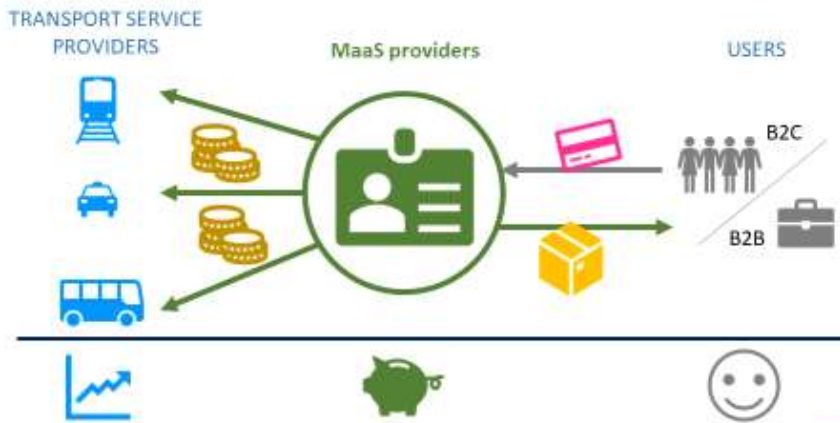 TRANSPORT SERVICE
PROVIDERS
MaaS providers
USERS
B2C
B2B